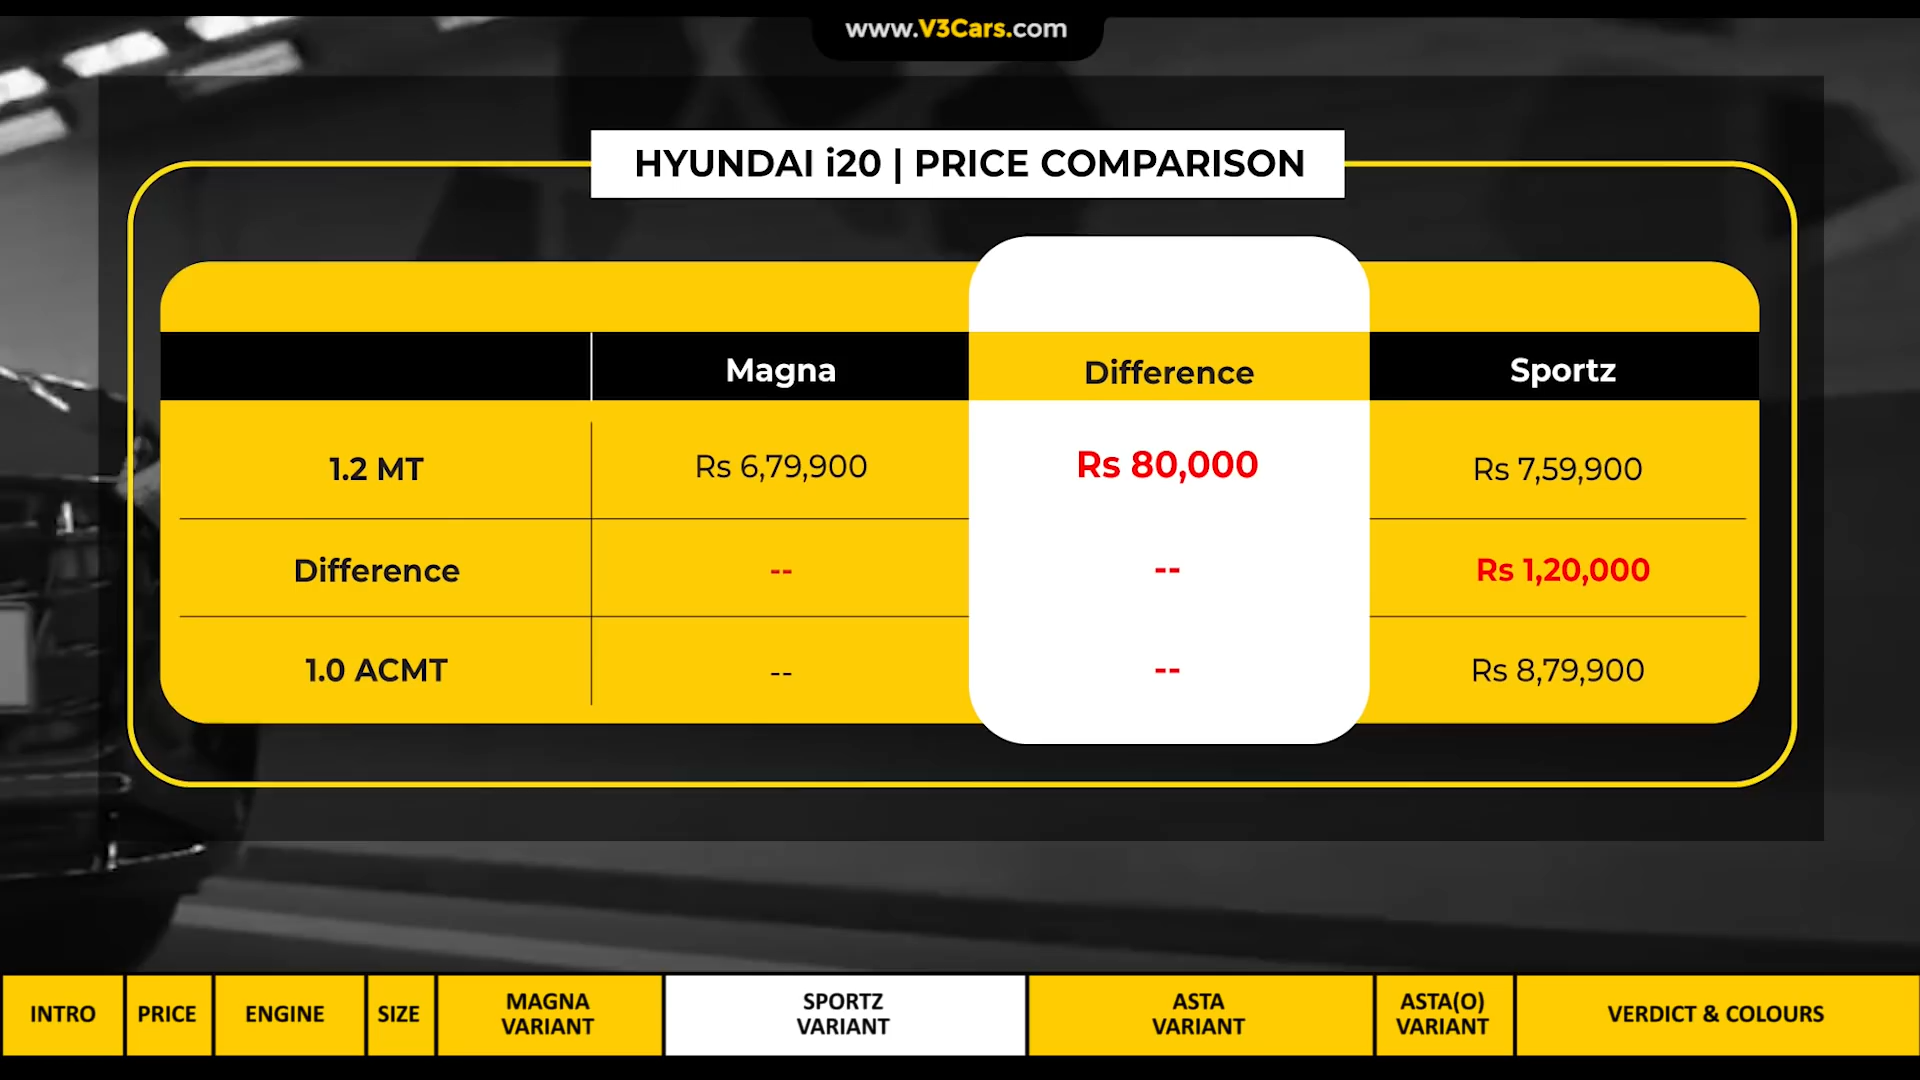 www.V3Cars.com
HYUNDAI i20 | PRICE COMPARISON
Magna Difference Sportz
1.2 MT Rs 6,79,900 Rs 80,000 Rs 7,59,900
Difference -- -- Rs 1,20,000
1.0 ACMT -- -- Rs 8,79,900
INTRO
PRICE
ENGINE
SIZE
MAGNA
VARIANT
SPORTZ
VARIANT
ASTA
VARIANT
ASTA(O)
VARIANT
VERDICT & COLOURS